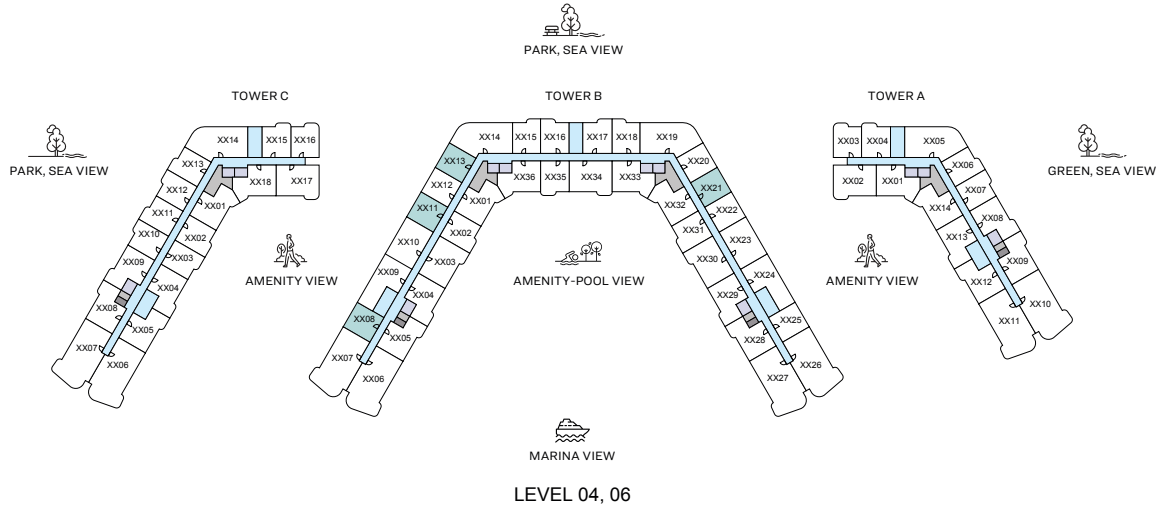 PARK, SEA VIEW
TOWER C
TOWER B
TOWER A
PARK, SEA VIEW
GREEN, SEA VIEW
XX14
XX15
XX16
XX13
XX12
XX11
XX10
XX09
XX08
XX07
XX06
XX05
XX04
XX03
XX02
XX01
XX18
XX17
XX14
XX15
XX16
XX17
XX18
XX19
XX13
XX12
XX11
XX10
XX09
XX08
XX07
XX06
XX05
XX04
XX03
XX02
XX01
XX36
XX35
XX34
XX33
XX32
XX31
XX30
XX29
XX28
XX27
XX26
XX25
XX24
XX23
XX22
XX21
XX20
XX03
XX04
XX05
XX02
XX01
XX06
XX07
XX08
XX09
XX10
XX11
XX12
XX13
XX14
AMENITY VIEW
AMENITY-POOL VIEW
AMENITY VIEW
MARINA VIEW
LEVEL 04, 06